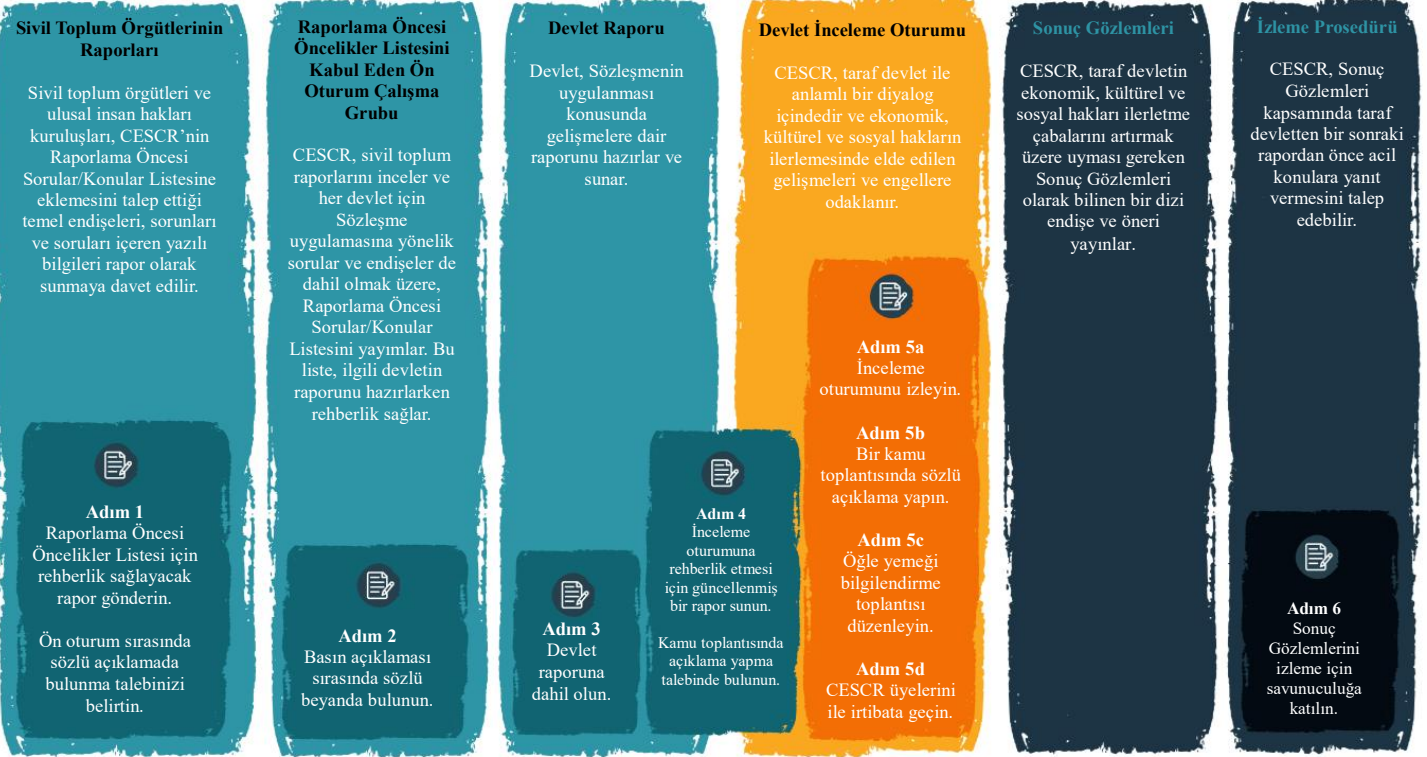 Sivil Toplum Örgütlerinin
Raporları
Sivil toplum örgütleri ve
ulusal insan hakları
kuruluşları, CESCR’nin
Raporlama Öncesi
Sorular/Konular Listesine
eklemesini talep ettiği
temel endişeleri, sorunları
ve soruları içeren yazılı
bilgileri rapor olarak
sunmaya davet edilir.
Adım 1
Raporlama Öncesi
Öncelikler Listesi için
rehberlik sağlayacak
rapor gönderin.
Ön oturum sırasında
sözlü açıklamada
bulunma talebinizi
belirtin.
Raporlama Öncesi
Öncelikler Listesini
Kabul Eden Ön
Oturum Çalışma
Grubu
CESCR, sivil toplum
raporlarını inceler ve
her devlet için
Sözleşme
uygulamasına yönelik
sorular ve endişeler de
dahil olmak üzere,
Raporlama Öncesi
Sorular/Konular
Listesini yayımlar. Bu
liste, ilgili devletin
raporunu hazırlarken
rehberlik sağlar.
Adım 2
Basın açıklaması
sırasında sözlü
beyanda bulunun.
Devlet Raporu
Devlet, Sözleşmenin
uygulanması
konusunda
gelişmelere dair
raporunu hazırlar ve
sunar.
Adım 3
Devlet
raporuna
dahil olun.
Adım 4
İnceleme
oturumuna
rehberlik etmesi
için güncellenmiş
bir rapor sunun.
Kamu toplantısında
açıklama yapma
talebinde bulunun.
Devlet İnceleme Oturumu
CESCR, taraf devlet ile
anlamlı bir diyalog
içindedir ve ekonomik,
kültürel ve sosyal hakların
ilerlemesinde elde edilen
gelişmeleri ve engellere
odaklanır.
Adım 5a
İnceleme
oturumunu izleyin.
Adım 5b
Bir kamu
toplantısında sözlü
açıklama yapın.
Adım 5c
Öğle yemeği
bilgilendirme
toplantısı
düzenleyin.
Adım 5d
CESCR üyelerini
ile irtibata geçin.
Sonuç Gözlemleri
CESCR, taraf devletin
ekonomik, kültürel ve
sosyal hakları ilerletme
çabalarını artırmak
üzere uyması gereken
Sonuç Gözlemleri
olarak bilinen bir dizi
endişe ve öneri
yayınlar.
İzleme Prosedürü
CESCR, Sonuç
Gözlemleri
kapsamında taraf
devletten bir sonraki
rapordan önce acil
konulara yanıt
vermesini talep
edebilir.
Adım 6
Sonuç
Gözlemlerini
izleme için
savunuculuğa
katılın.